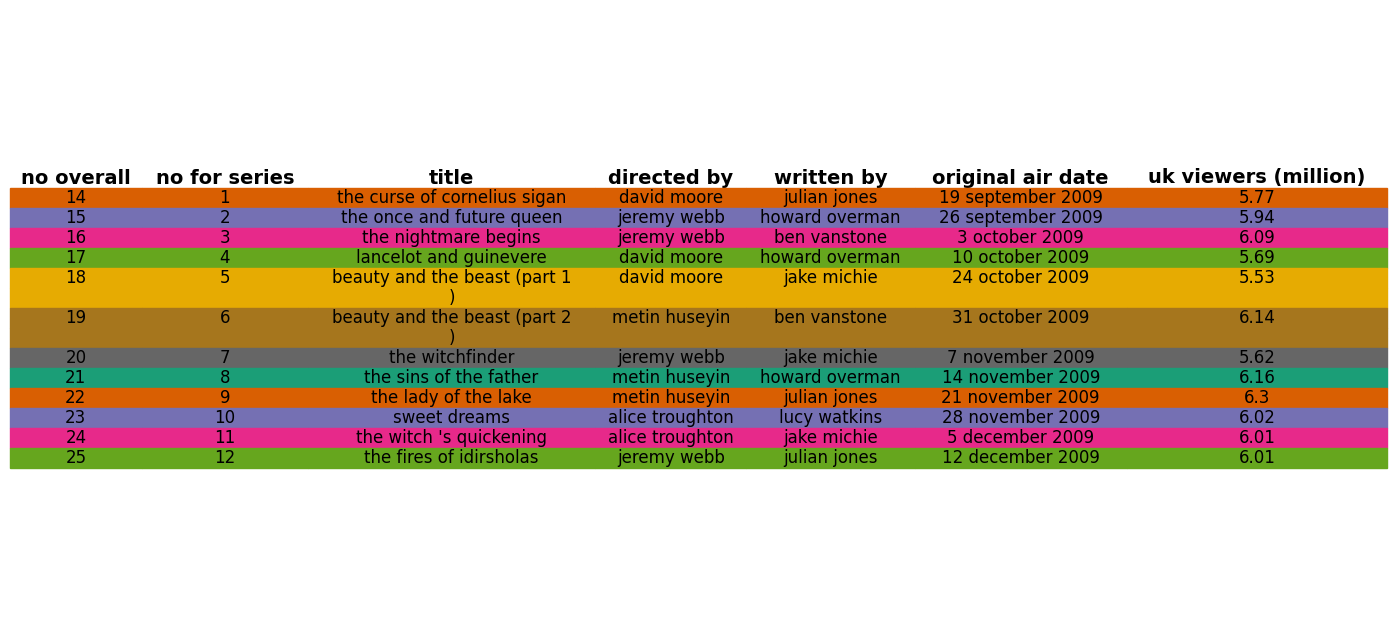 no overall no for series title directed by written by original air date uk viewers (million)
14 1 the curse of cornelius sigan david moore julian jones 19 september 2009 5.77
15 2 the once and future queen jeremy webb howard overman 26 september 2009 5.94
16 3 the nightmare begins jeremy webb ben vanstone 3 october 2009 6.09
17 4 lancelot and guinevere david moore howard overman 10 october 2009 5.69
18 5 beauty and the beast (part 1 david moore jake michie 24 october 2009 5.53
)
19 6 beauty and the beast (part 2 metin huseyin ben vanstone 31 october 2009 6.14
)
20 7 the witchfinder jeremy webb jake michie 7 november 2009 5.62
21 8 the sins of the father metin huseyin howard overman 14 november 2009 6.16
22 9 the lady of the lake metin huseyin julian jones 21 november 2009 6.3
23 10 sweet dreams alice troughton lucy watkins 28 november 2009 6.02
24 11 the witch 's quickening alice troughton jake michie 5 december 2009 6.01
25 12 the fires of idirsholas jeremy webb julian jones 12 december 2009 6.01